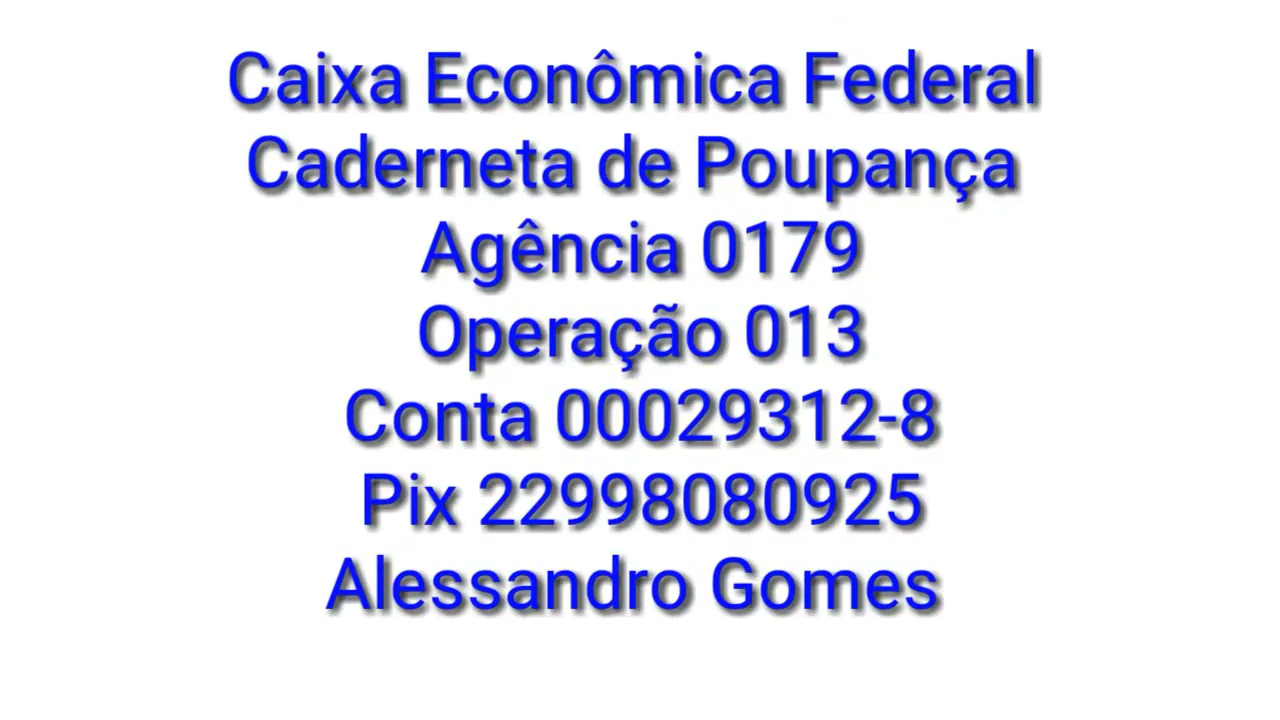 Caixa Econômica Federal
Caderneta de Poupança
Agência 0179
Operação 013
Conta 00029312-8
Pix 22998080925
Alessandro Gomes